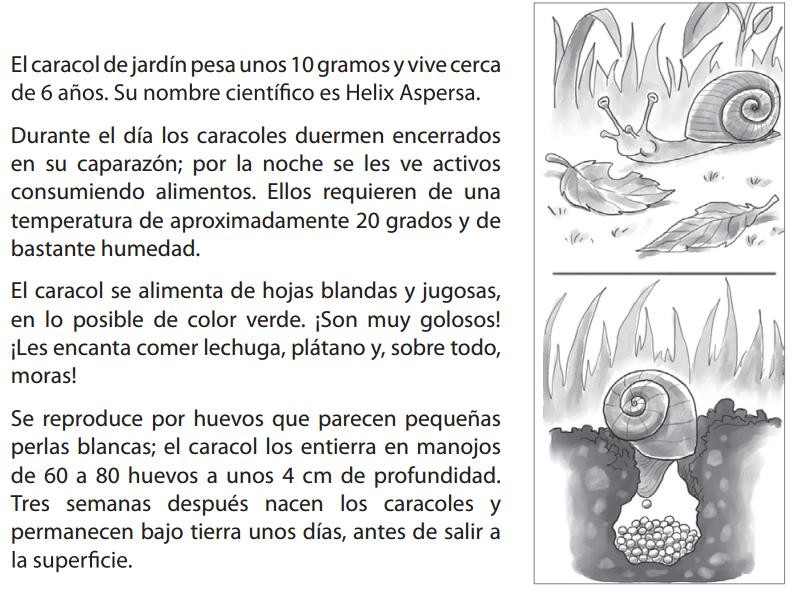 El caracol de jardín pesa unos 10 gramos y vive cerca
de 6 años. Su nombre científico es Helix Aspersa.
Durante el día los caracoles duermen encerrados
en su caparazón; por la noche se les ve activos
consumiendo alimentos. Ellos requieren de una
temperatura de aproximadamente 20 grados y de
bastante humedad.
El caracol se alimenta de hojas blandas y jugosas,
en lo posible de color verde. ¡Son muy golosos!
¡Les encanta comer lechuga, plátano y, sobre todo,
moras!
Se reproduce por huevos que parecen pequeñas
perlas blancas; el caracol los entierra en manojos
de 60 a 80 huevos a unos 4 cm de profundidad.
Tres semanas después nacen los caracoles y
permanecen bajo tierra unos días, antes de salir a
la superficie.